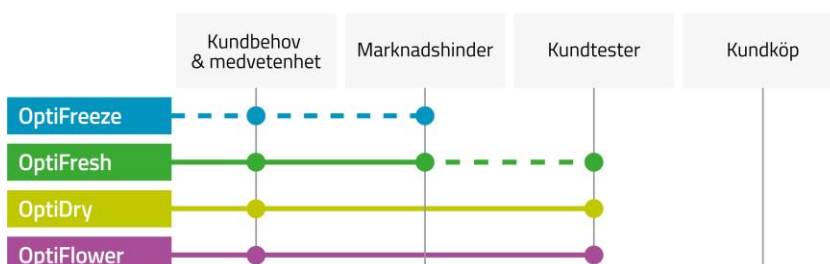 Kundbehov
& medvetenhet
Marknadshinder
Kundtester
Kundköp
OptiFreeze
OptiFresh
OptiDry
OptiFlower